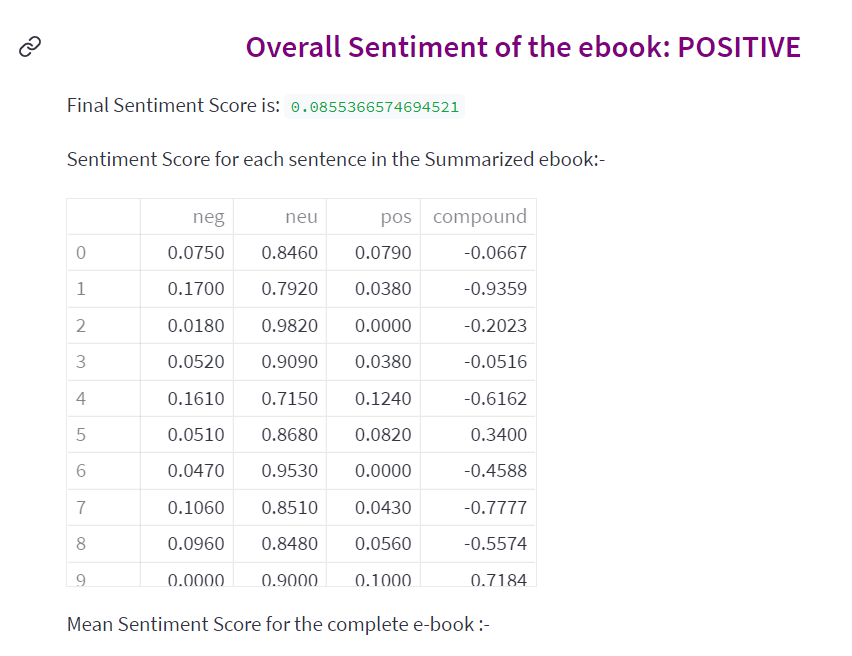 Overall Sentiment of the ebook: POSITIVE
Final Sentiment Score is: 0.0855366574694521
Sentiment Score for each sentence in the Summarized ebook:-
neg neu pos compound
0 0.0750 0.8460 0.0790 -0.0667
1 0.1700 0.7920 0.0380 -0.9359
2 0.0180 0.9820 0.0000 -0.2023
3 0.0520 0.9090 0.0380 -0.0516
4 0.1610 0.7150 0.1240 -0.6162
5 0.0510 0.8680 0.0820 0.3400
6 0.0470 0.9530 0.0000 -0.4588
7 0.1060 0.8510 0.0430 -0.7777
8 0.0960 0.8480 0.0560 -0.5574
9 0.0000 0.9000 0.1000 0.7184
Mean Sentiment Score for the complete e-book :-